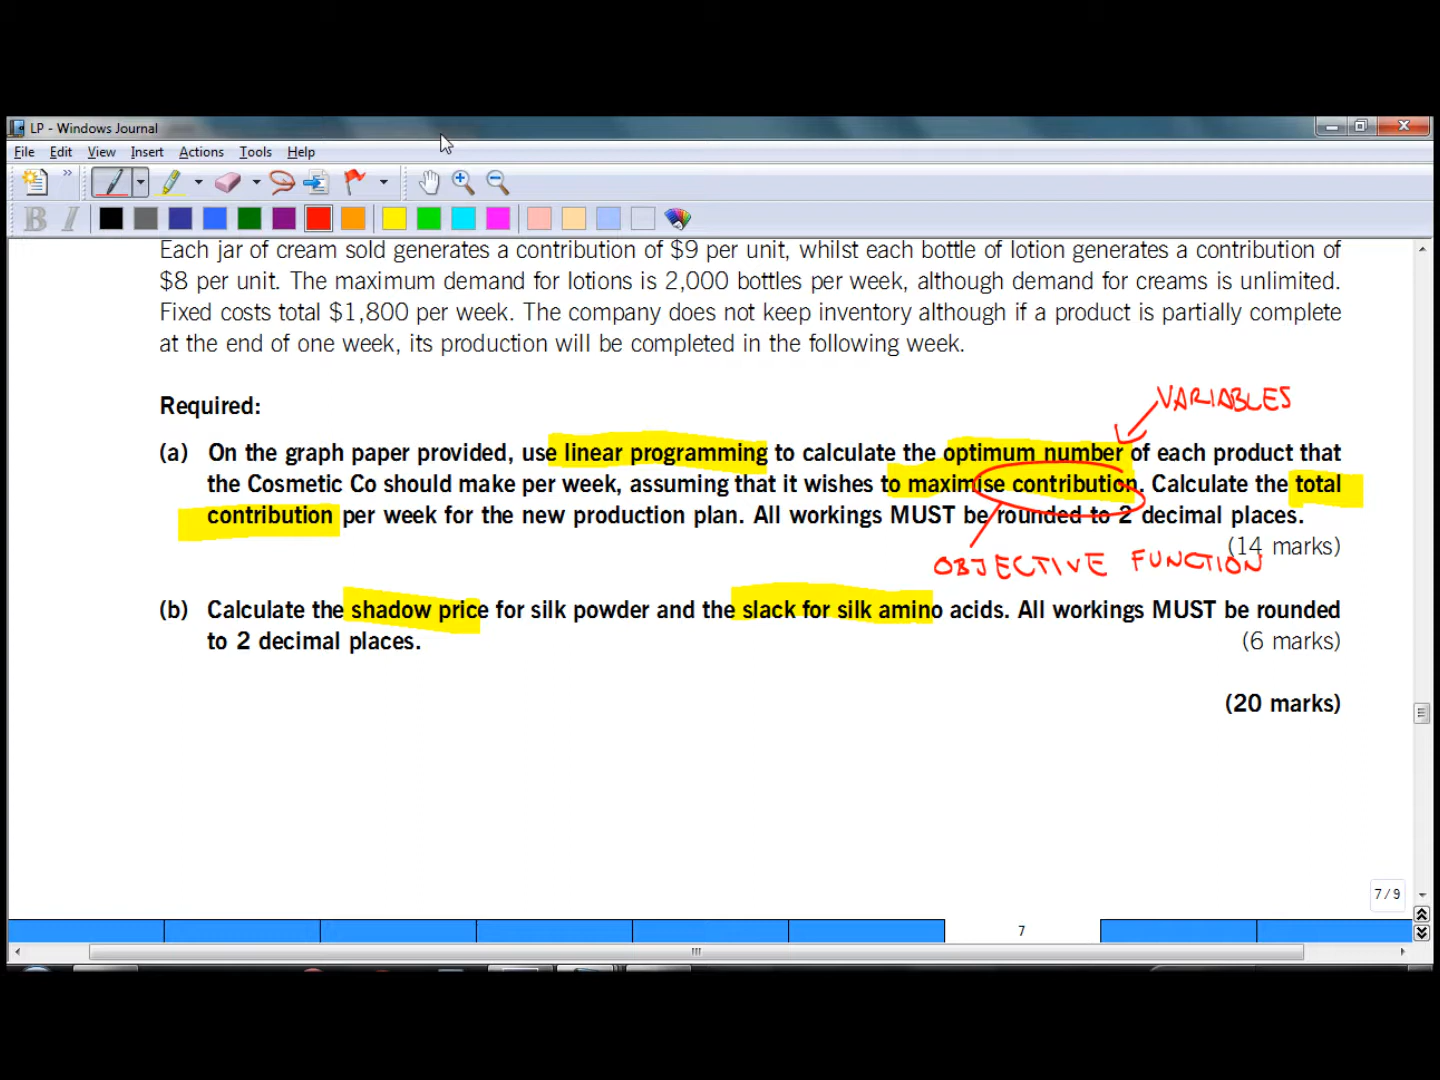 LP - Windows Journal
File Edit View Insert Actions Tools Help
B I
Each jar of cream sold generates a contribution of $9 per unit, whilst each bottle of lotion generates a contribution of
$8 per unit. The maximum demand for lotions is 2,000 bottles per week, although demand for creams is unlimited.
Fixed costs total $1,800 per week. The company does not keep inventory although if a product is partially complete
at the end of one week, its production will be completed in the following week.
Required:
VARIABLES
(a) On the graph paper provided, use linear programming to calculate the optimum number of each product that
the Cosmetic Co should make per week, assuming that it wishes to maximise contribution. Calculate the total
contribution per week for the new production plan. All workings MUST be rounded to 2 decimal places.
(14 marks)
OBJECTIVE FUNCTION
(b) Calculate the shadow price for silk powder and the slack for silk amino acids. All workings MUST be rounded
to 2 decimal places.
(6 marks)
(20 marks)
7 / 9
7